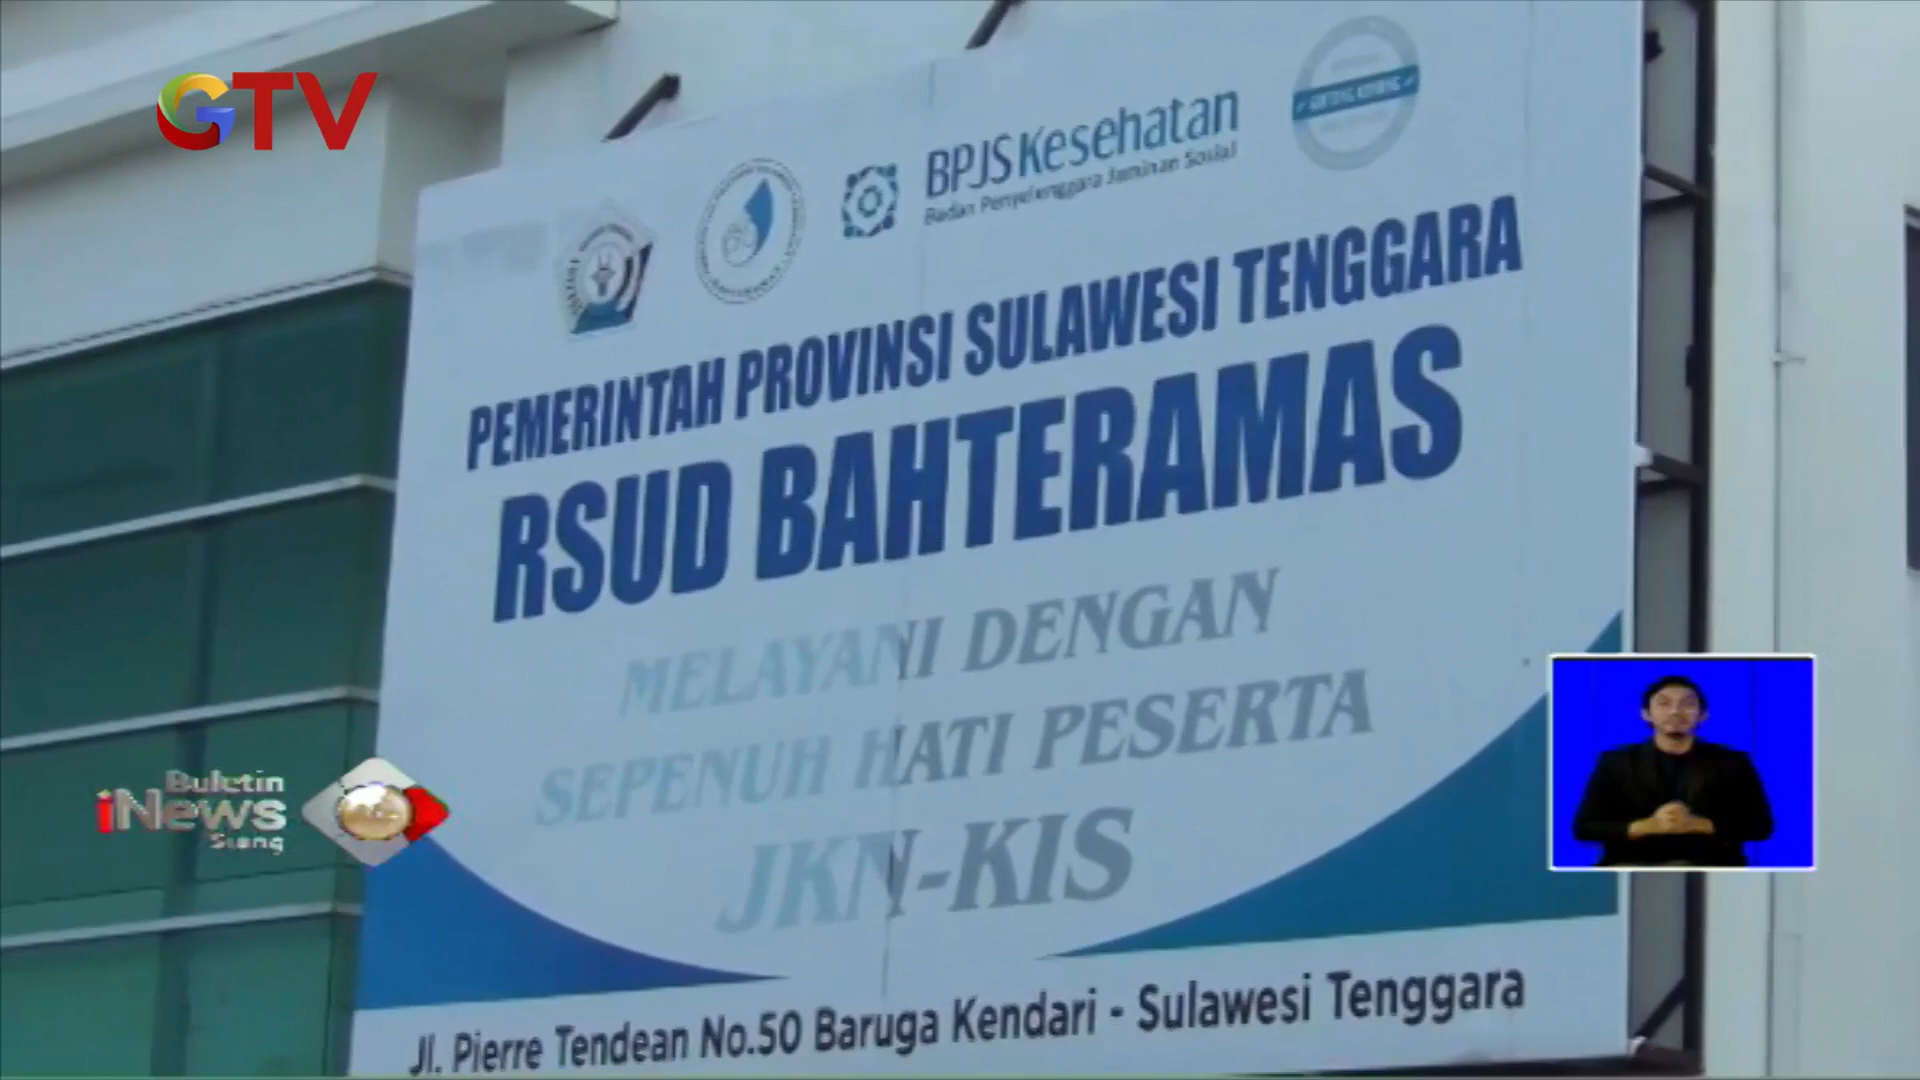 GTV
BPJS Kesehatan
Badan Penyelenggara Jaminan Sosial
PEMERINTAH PROVINSI SULAWESI TENGGARA
RSUD BAHTERAMAS
MELAYANI DENGAN
SEPENUH HATI PESERTA
JKN-KIS
Jl. Pierre Tendean No.50 Baruga Kendari - Sulawesi Tenggara
Buletin
iNews
Siang